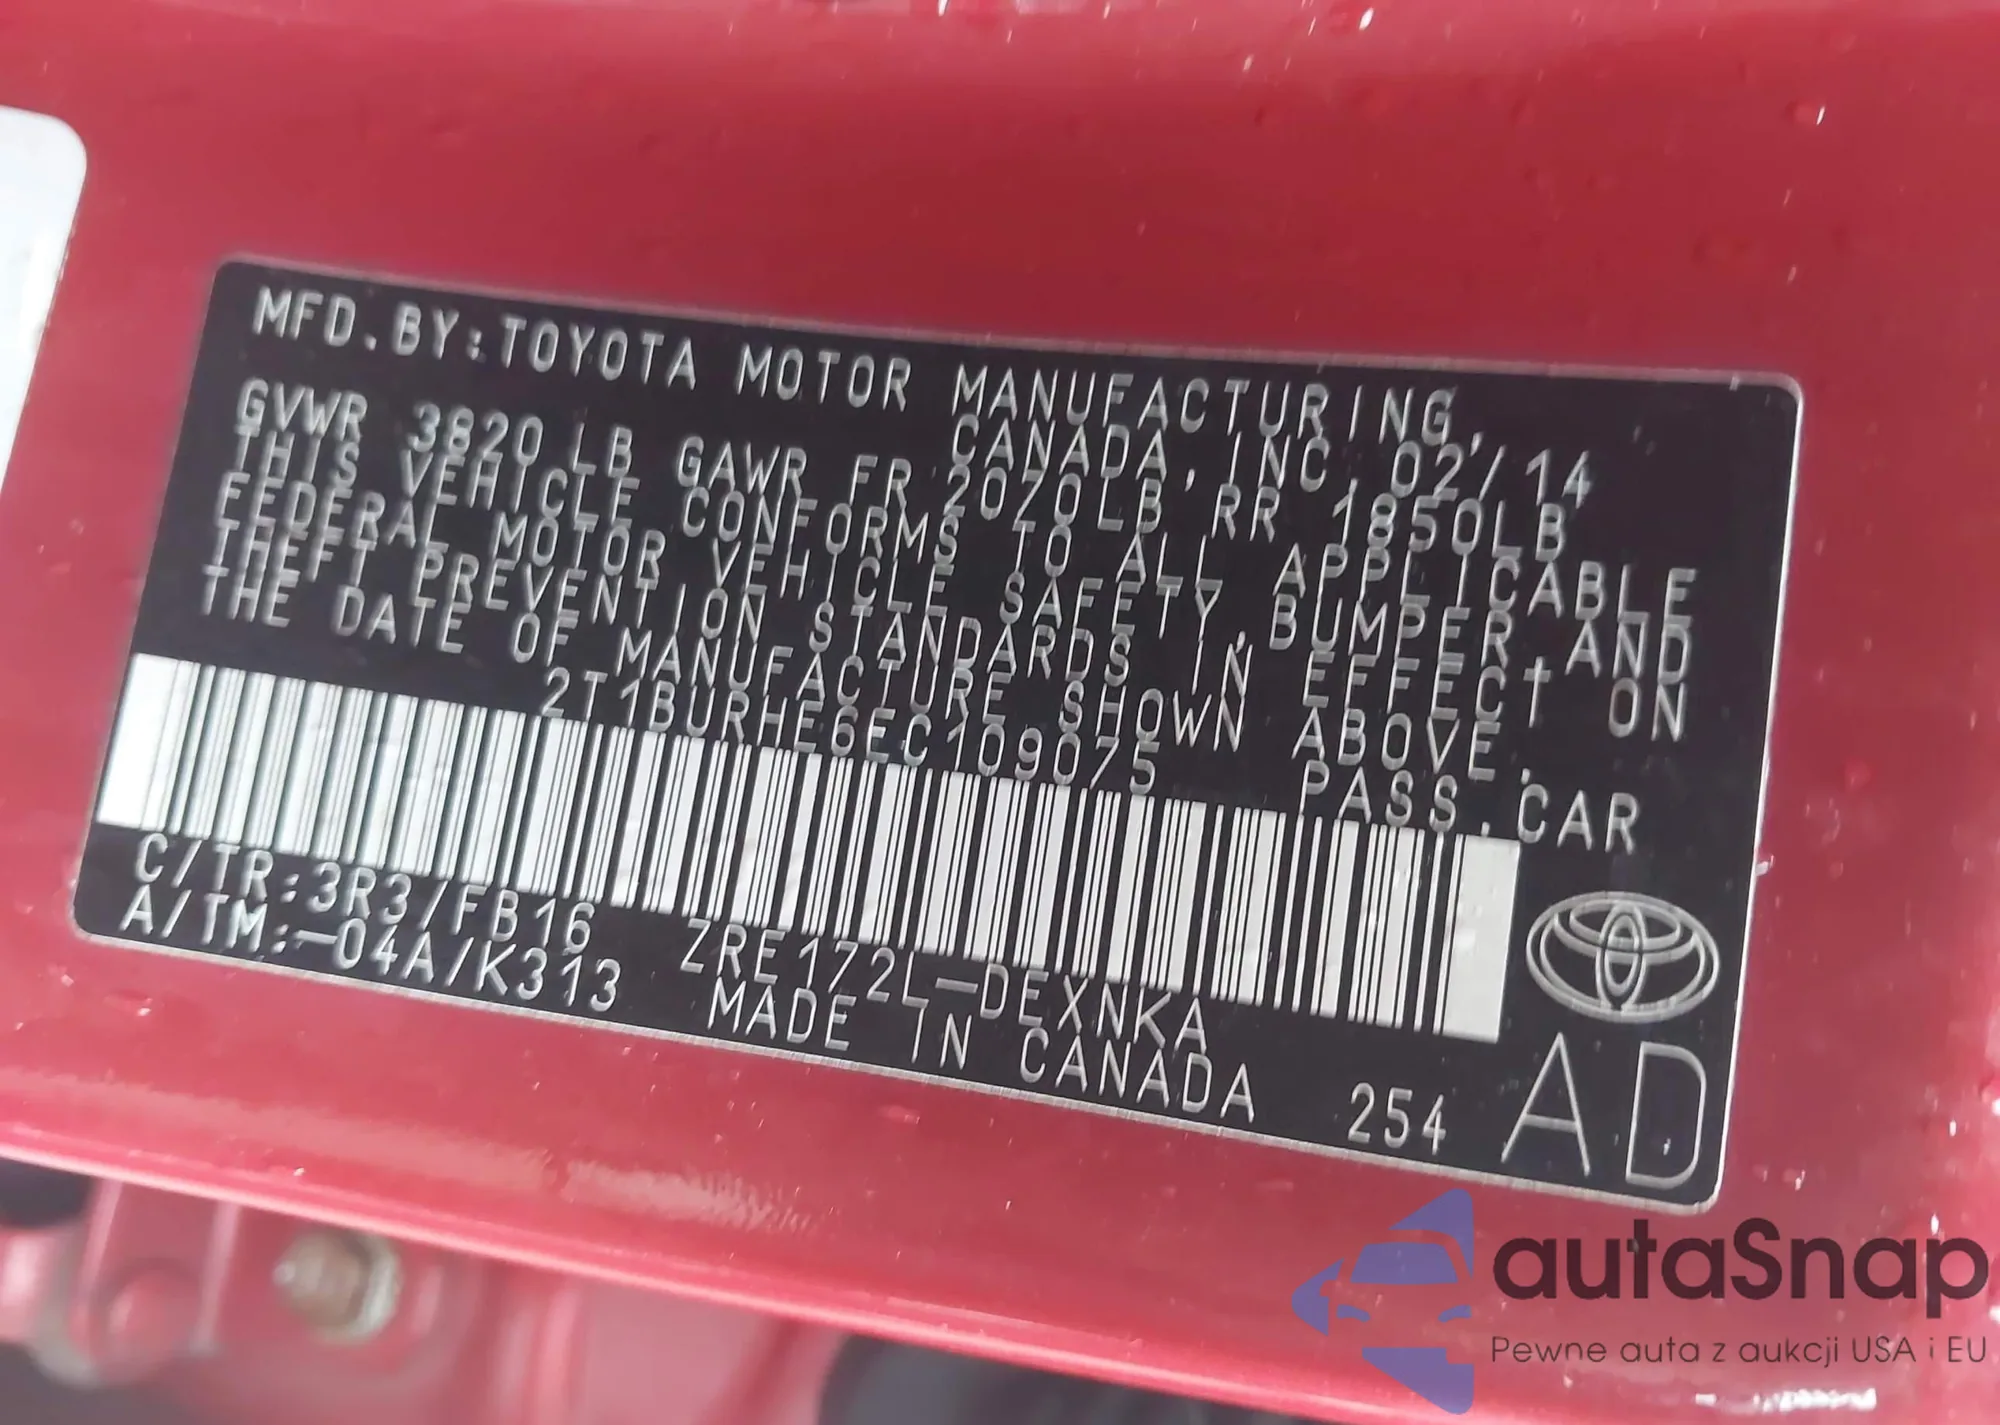 MFD.BY:TOYOTA MOTOR MANUFACTURING,
CANADA,INC.02/14
GVWR 3820LB GAWR FR 2070LB RR 1850LB
THIS VEHICLE CONFORMS TO ALL APPLICABLE
FEDERAL MOTOR VEHICLE SAFETY,BUMPER,AND
THEFT PREVENTION STANDARDS IN EFFECT ON
THE DATE OF MANUFACTURE SHOWN ABOVE.
2T1BURHE6EC109075 PASS.CAR
C/TR:3R3/FB16 ZRE172L-DEXNKA
A/TM:-04A/K313 MADE IN CANADA 254 AD
autaSnap
Pewne auta z aukcji USA i EU